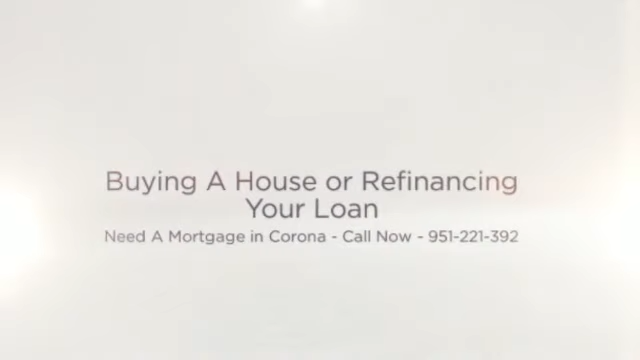 Buying A House or Refinancing
Your Loan
Need A Mortgage in Corona - Call Now - 951-221-392